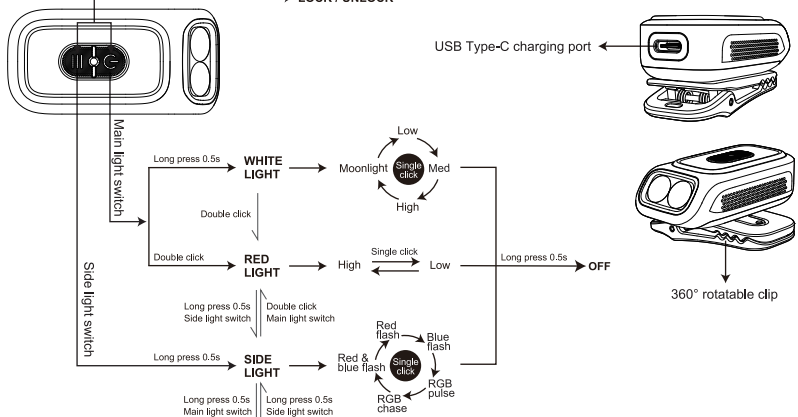 LOCK / UNLOCK
USB Type-C charging port
Main light switch
Side light switch
Long press 0.5s
WHITE
LIGHT
Low
Moonlight
Single
click
Med
High
Double click
Double click
RED
LIGHT
High
Single click
Low
Long press 0.5s
OFF
360° rotatable clip
Long press 0.5s
Side light switch
Double click
Main light switch
Long press 0.5s
SIDE
LIGHT
Red
flash
Blue
flash
Red &
blue flash
Single
click
RGB
pulse
RGB
chase
Long press 0.5s
Main light switch
Long press 0.5s
Side light switch